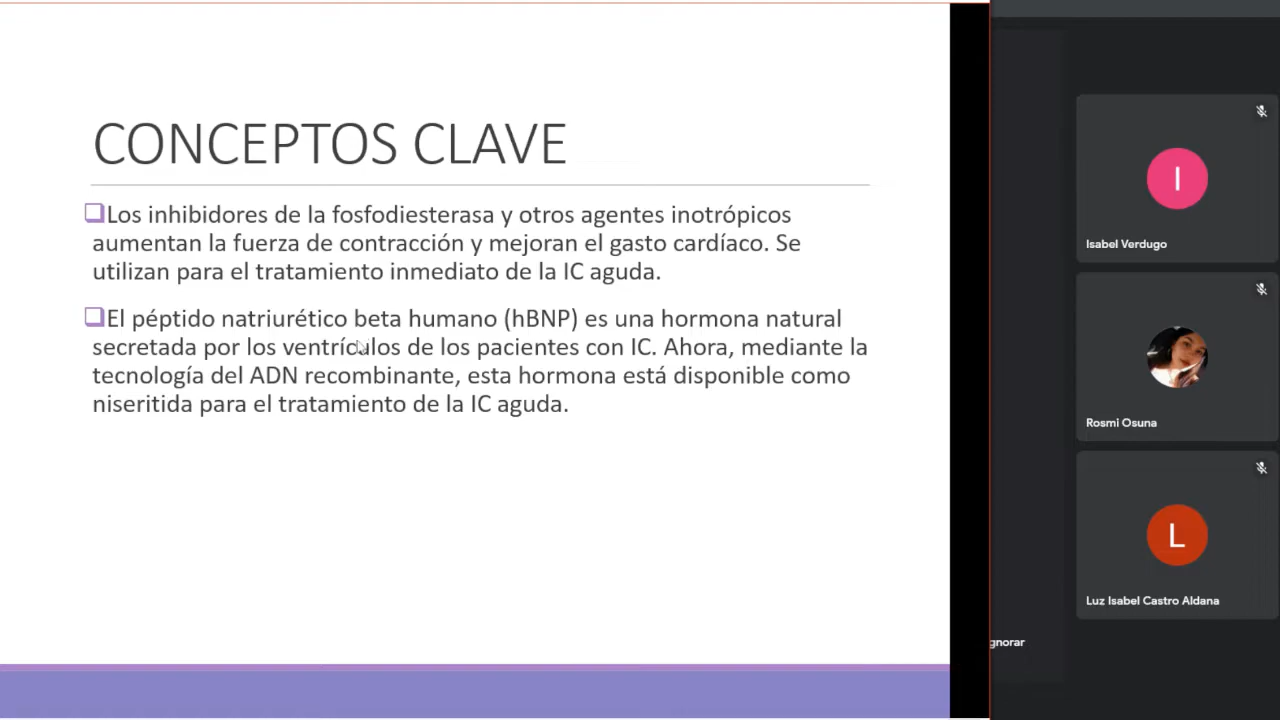 CONCEPTOS CLAVE
Los inhibidores de la fosfodiesterasa y otros agentes inotrópicos
aumentan la fuerza de contracción y mejoran el gasto cardíaco. Se
utilizan para el tratamiento inmediato de la IC aguda.
El péptido natriurético beta humano (hBNP) es una hormona natural
secretada por los ventrículos de los pacientes con IC. Ahora, mediante la
tecnología del ADN recombinante, esta hormona está disponible como
niseritida para el tratamiento de la IC aguda.
I
Isabel Verdugo
Rosmi Osuna
L
Luz Isabel Castro Aldana
gnorar